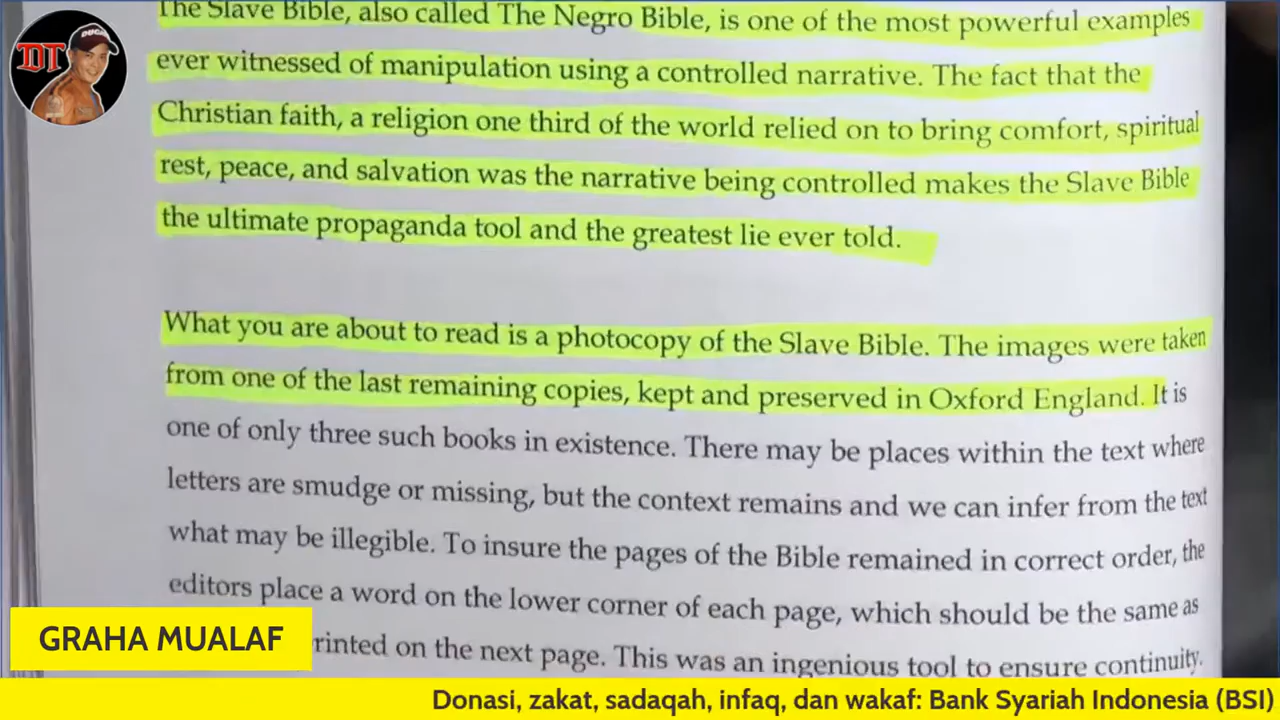 The Slave Bible, also called The Negro Bible, is one of the most powerful examples
ever witnessed of manipulation using a controlled narrative. The fact that the
Christian faith, a religion one third of the world relied on to bring comfort, spiritual
rest, peace, and salvation was the narrative being controlled makes the Slave Bible
the ultimate propaganda tool and the greatest lie ever told.
What you are about to read is a photocopy of the Slave Bible. The images were taken
from one of the last remaining copies, kept and preserved in Oxford England. It is
one of only three such books in existence. There may be places within the text where
letters are smudge or missing, but the context remains and we can infer from the text
what may be illegible. To insure the pages of the Bible remained in correct order, the
editors place a word on the lower corner of each page, which should be the same as
rinted on the next page. This was an ingenious tool to ensure continuity.
DT
DUCA
GRAHA MUALAF
Donasi, zakat, sadaqah, infaq, dan wakaf: Bank Syariah Indonesia (BSI)